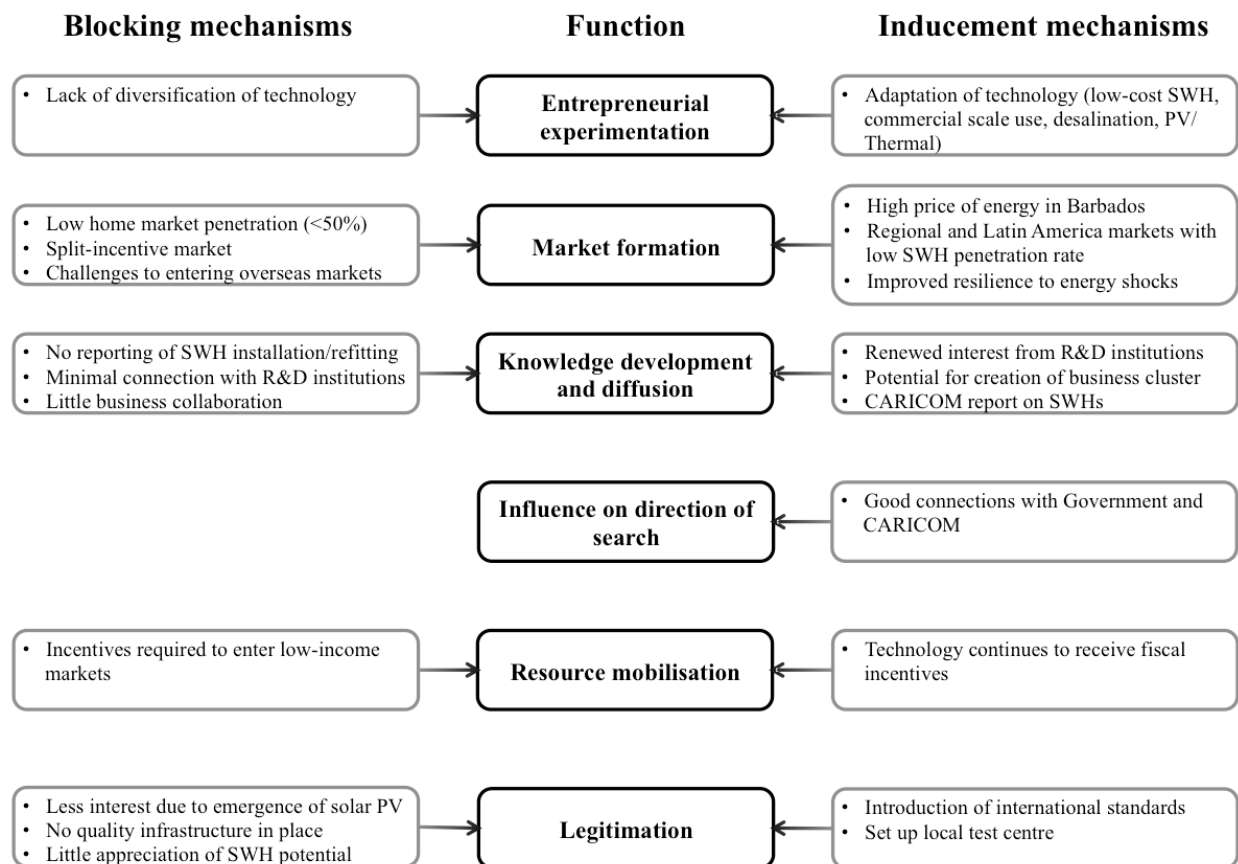 Blocking mechanisms
Function
Inducement mechanisms
• Lack of diversification of technology
Entrepreneurial
experimentation
• Adaptation of technology (low-cost SWH,
commercial scale use, desalination, PV/
Thermal)
• Low home market penetration (<50%)
• Split-incentive market
• Challenges to entering overseas markets
Market formation
• High price of energy in Barbados
• Regional and Latin America markets with
low SWH penetration rate
• Improved resilience to energy shocks
• No reporting of SWH installation/refitting
• Minimal connection with R&D institutions
• Little business collaboration
Knowledge development
and diffusion
• Renewed interest from R&D institutions
• Potential for creation of business cluster
• CARICOM report on SWHs
Influence on direction of
search
• Good connections with Government and
CARICOM
• Incentives required to enter low-income
markets
Resource mobilisation
• Technology continues to receive fiscal
incentives
• Less interest due to emergence of solar PV
• No quality infrastructure in place
• Little appreciation of SWH potential
Legitimation
• Introduction of international standards
• Set up local test centre